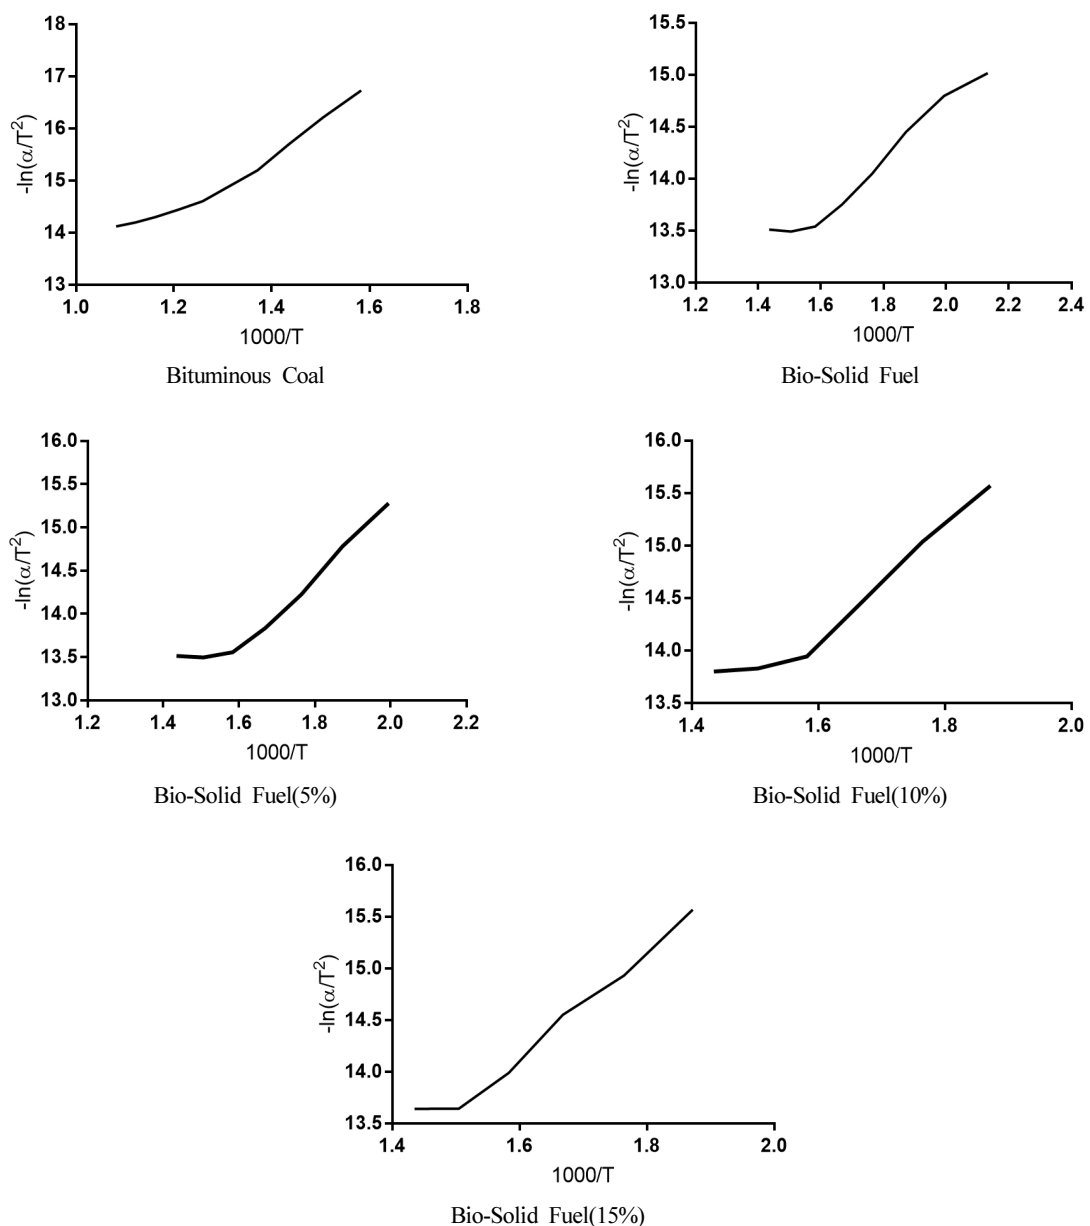 18
17
16
15
14
13
-ln(α/T²)
1.0 1.2 1.4 1.6 1.8
1000/T
Bituminous Coal
15.5
15.0
14.5
14.0
13.5
13.0
-ln(α/T²)
1.2 1.4 1.6 1.8 2.0 2.2 2.4
1000/T
Bio-Solid Fuel
16.0
15.5
15.0
14.5
14.0
13.5
13.0
-ln(α/T²)
1.2 1.4 1.6 1.8 2.0 2.2
1000/T
Bio-Solid Fuel(5%)
16.0
15.5
15.0
14.5
14.0
13.5
-ln(α/T²)
1.4 1.6 1.8 2.0
1000/T
Bio-Solid Fuel(10%)
16.0
15.5
15.0
14.5
14.0
13.5
-ln(α/T²)
1.4 1.6 1.8 2.0
1000/T
Bio-Solid Fuel(15%)